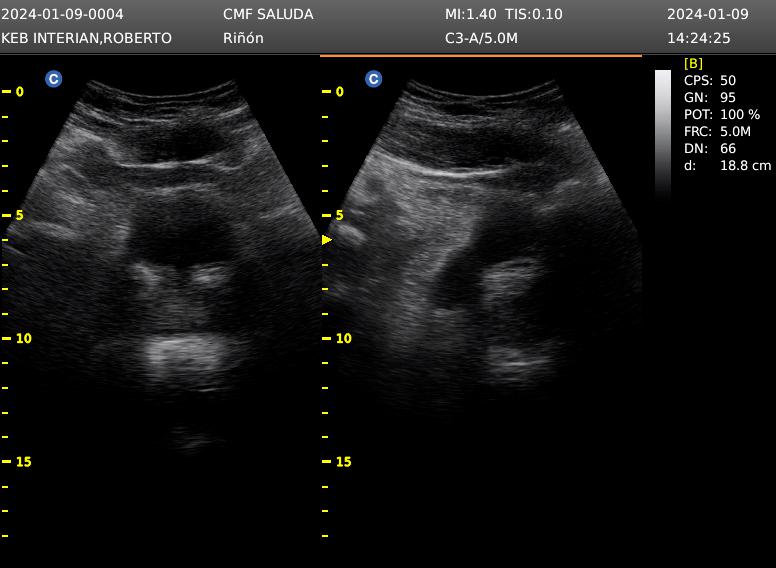 2024-01-09-0004 CMF SALUDA MI:1.40 TIS:0.10 2024-01-09
KEB INTERIAN,ROBERTO Riñón C3-A/5.0M 14:24:25
C C
[B]
CPS: 50
GN: 95
POT: 100 %
FRC: 5.0M
DN: 66
d: 18.8 cm
0 0
5 5
10 10
15 15